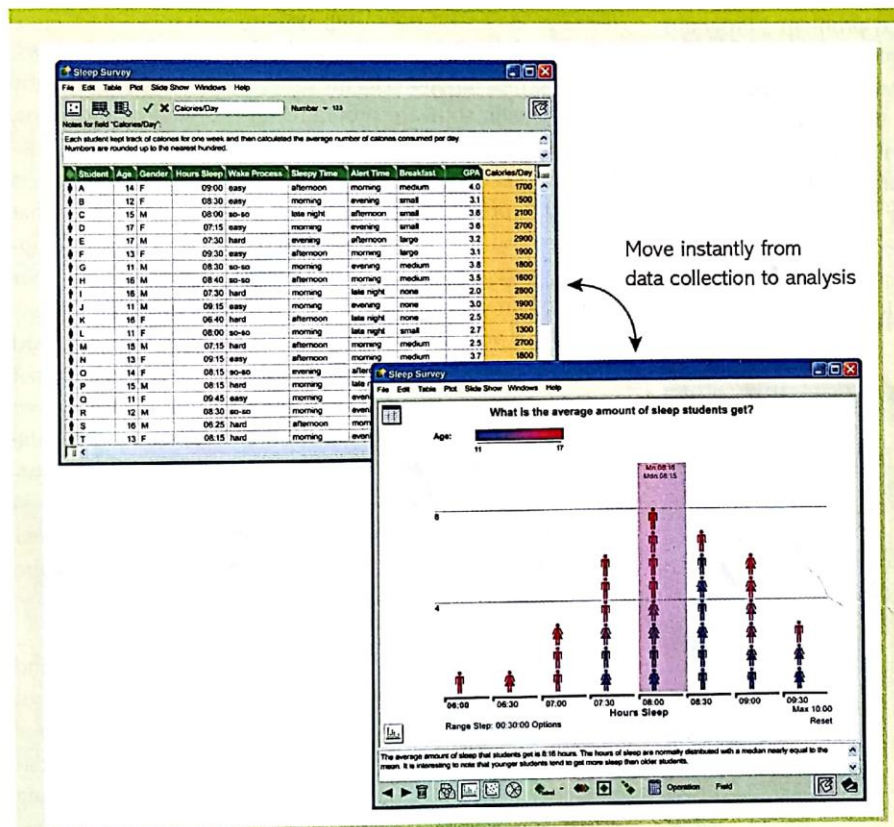 Sleep Survey
File Edit Table Plot Slide Show Windows Help
Calories/Day Number 123
Notes for field "Calories/Day":
Each student kept track of calories for one week and then calculated the average number of calories consumed per day.
Numbers are rounded up to the nearest hundred.
Student Age Gender Hours Sleep Wake Process Sleepy Time Alert Time Breakfast GPA Calories/Day
A 14 F 09:00 easy afternoon morning medium 4.0 1700
B 12 F 08:30 easy morning evening small 3.1 1500
C 15 M 08:00 so-so late night afternoon small 3.8 2100
D 17 F 07:15 easy morning evening small 3.6 2700
E 17 M 07:30 hard evening afternoon large 3.2 2900
F 13 F 09:30 easy afternoon morning large 3.1 1900
G 11 M 08:30 so-so morning evening medium 3.8 1800
H 16 M 08:40 so-so afternoon morning medium 3.5 1600
I 16 M 07:30 hard morning late night none 2.0 2800
J 11 M 09:15 easy morning evening none 3.0 1900
K 16 F 06:40 hard afternoon late night none 2.5 3500
L 11 F 08:00 so-so morning late night small 2.7 1300
M 15 M 07:15 hard afternoon morning medium 2.5 2700
N 13 F 09:15 easy afternoon morning medium 3.7 1800
O 14 F 08:15 so-so evening
P 15 M 08:15 hard morning
Q 11 F 09:45 easy morning
R 12 M 08:30 so-so morning
S 16 M 06:25 hard afternoon
T 13 F 08:15 hard morning
Move instantly from
data collection to analysis
Sleep Survey
File Edit Table Plot Slide Show Windows Help
What is the average amount of sleep students get?
Age:
11 17
Mn 08:16
Mdn 08:15
8
4
06:00 06:30 07:00 07:30 08:00 08:30 09:00 09:30
Hours Sleep Max 10:00
Range Step: 00:30:00 Options Reset
The average amount of sleep that students get is 8:16 hours. The hours of sleep are normally distributed with a median nearly equal to the
mean. It is interesting to note that younger students tend to get more sleep than older students.
Operation Field